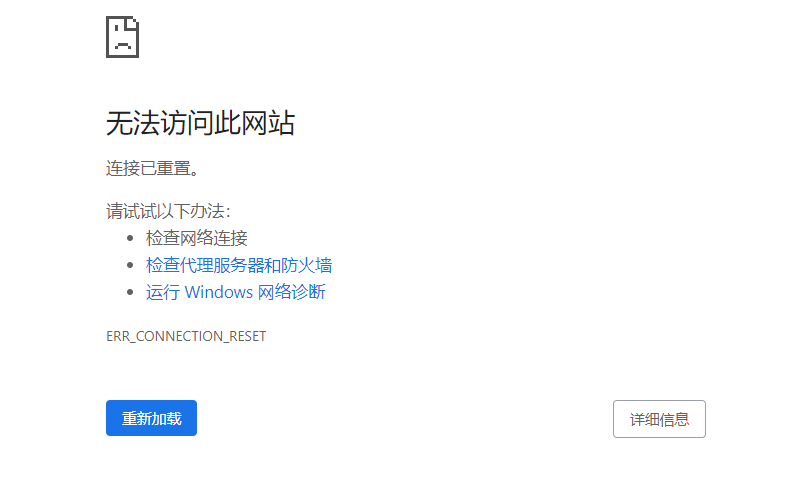 无法访问此网站
连接已重置。
请试试以下办法：
检查网络连接
检查代理服务器和防火墙
运行 Windows 网络诊断
ERR_CONNECTION_RESET
重新加载
详细信息